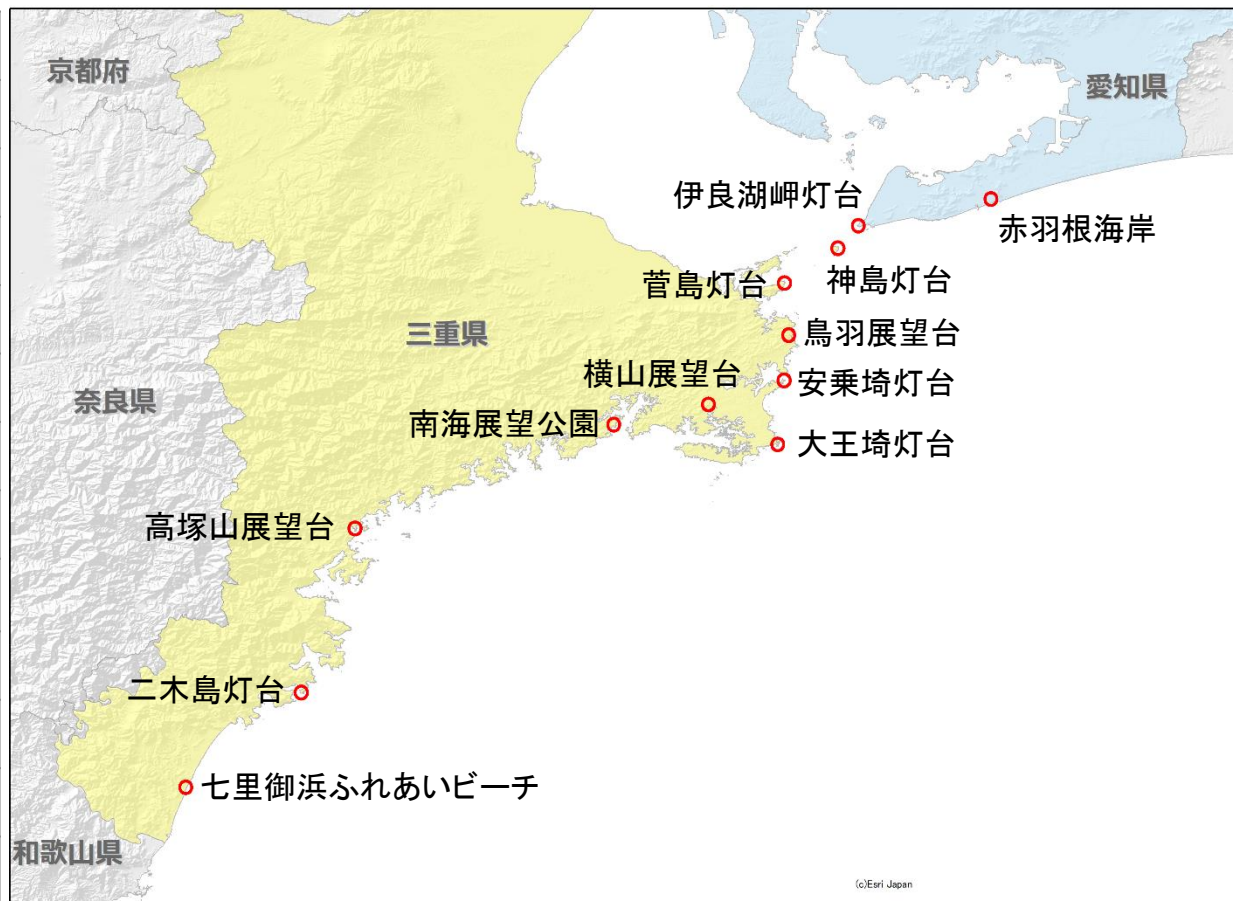 京都府
愛知県
伊良湖岬灯台
赤羽根海岸
神島灯台
菅島灯台
三重県
鳥羽展望台
横山展望台
安乗埼灯台
奈良県
南海展望公園
大王埼灯台
高塚山展望台
二木島灯台
七里御浜ふれあいビーチ
和歌山県
(c)Esri Japan